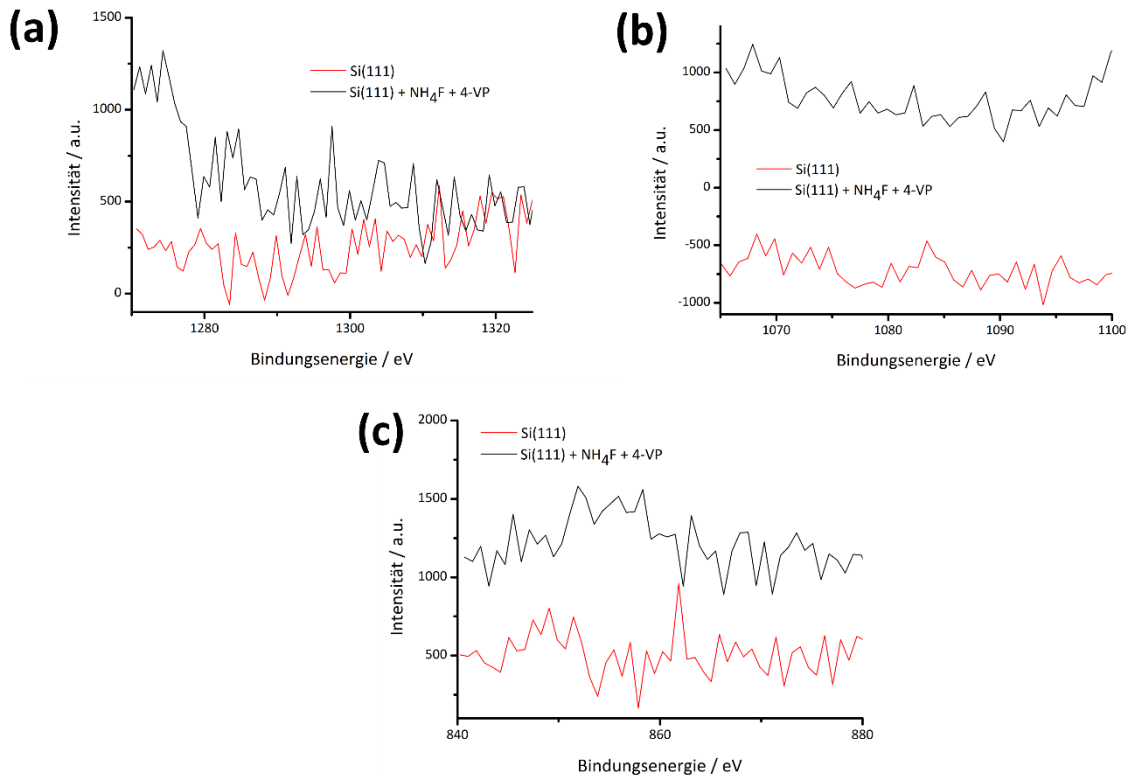 (a)
1500
1000
500
0
Intensität / a.u.
Si(111)
Si(111) + NH4F + 4-VP
1280
1300
1320
Bindungsenergie / eV
(b)
1000
500
0
-500
-1000
Intensität / a.u.
Si(111)
Si(111) + NH4F + 4-VP
1070
1080
1090
1100
Bindungsenergie / eV
(c)
2000
1500
1000
500
Intensität / a.u.
Si(111)
Si(111) + NH4F + 4-VP
840
860
880
Bindungsenergie / eV